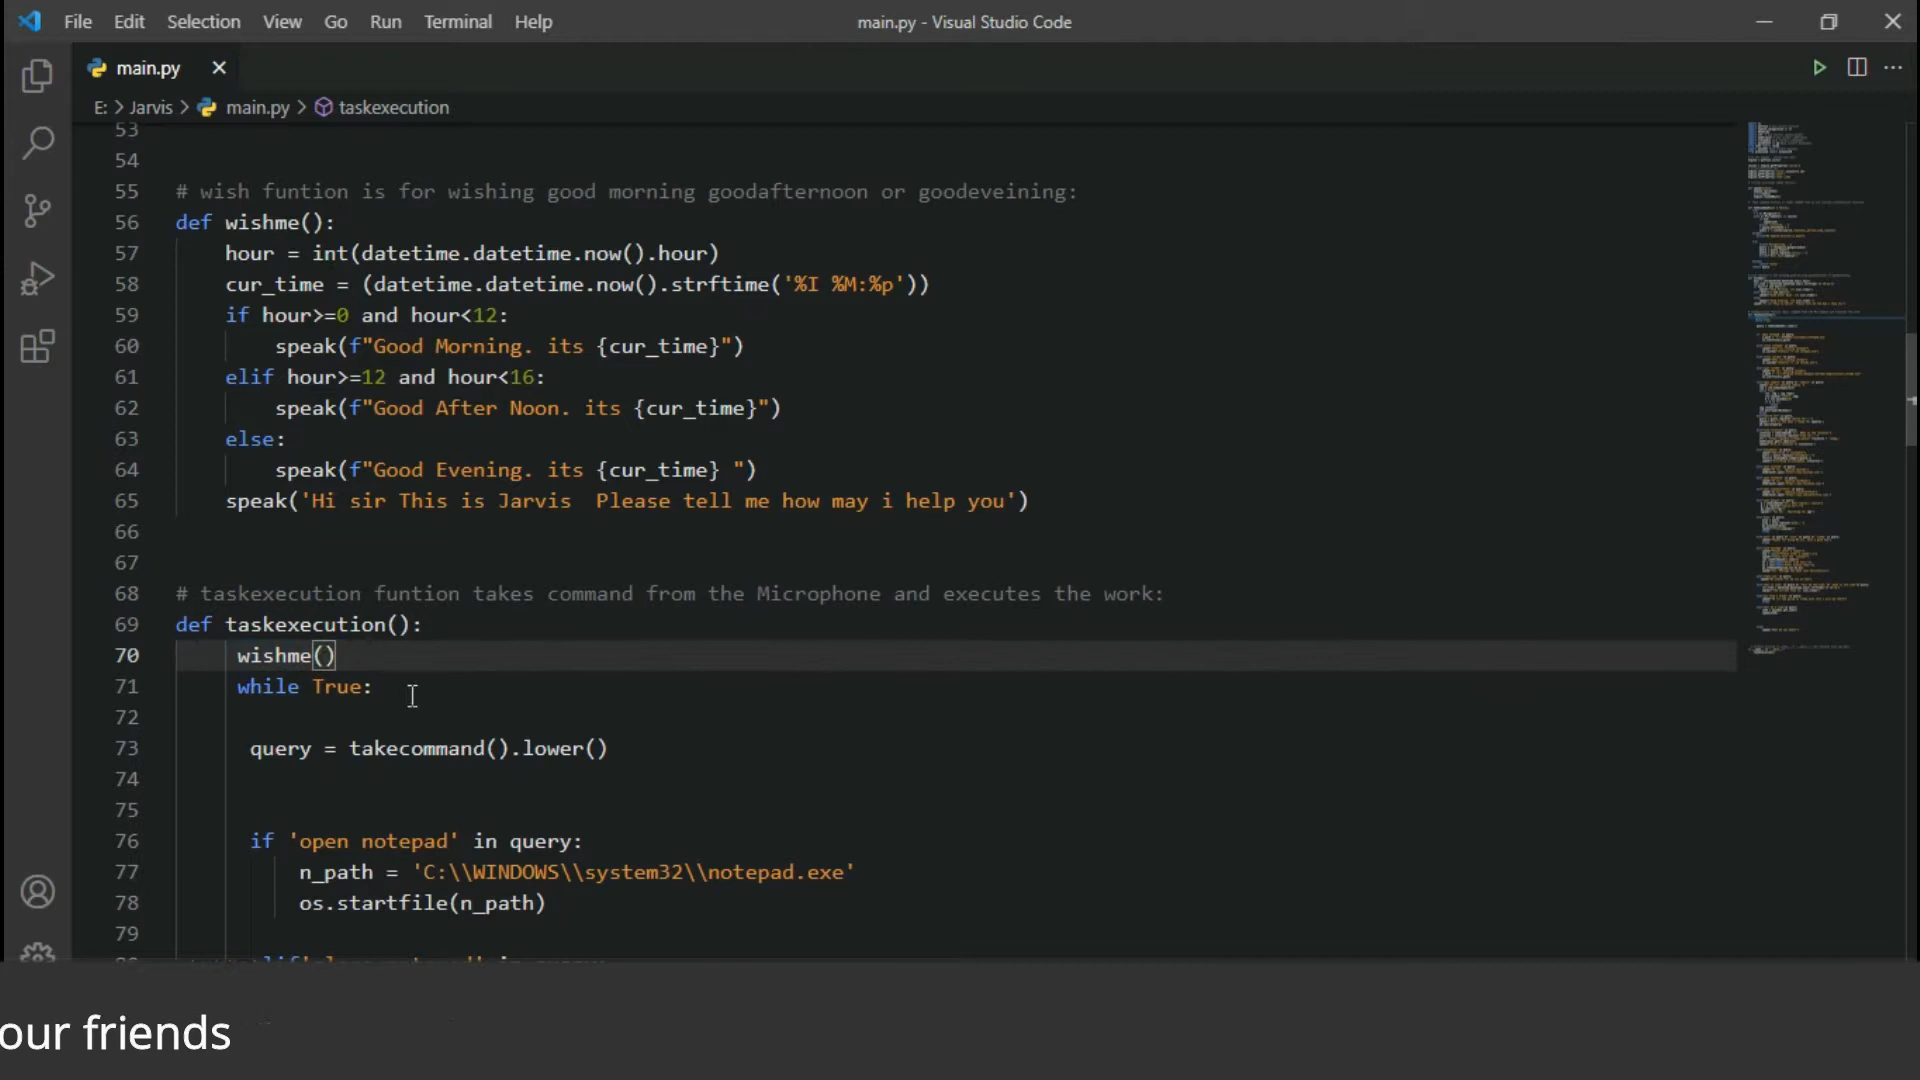 File Edit Selection View Go Run Terminal Help main.py - Visual Studio Code
main.py
E: > Jarvis > main.py > taskexecution
53
54
55 # wish funtion is for wishing good morning goodafternoon or goodeveining:
56 def wishme():
57 hour = int(datetime.datetime.now().hour)
58 cur_time = (datetime.datetime.now().strftime('%I %M:%p'))
59 if hour>=0 and hour<12:
60 speak(f"Good Morning. its {cur_time}")
61 elif hour>=12 and hour<16:
62 speak(f"Good After Noon. its {cur_time}")
63 else:
64 speak(f"Good Evening. its {cur_time} ")
65 speak('Hi sir This is Jarvis  Please tell me how may i help you')
66
67
68 # taskexecution funtion takes command from the Microphone and executes the work:
69 def taskexecution():
70 wishme()
71 while True:
72
73 query = takecommand().lower()
74
75
76 if 'open notepad' in query:
77 n_path = 'C:\\WINDOWS\\system32\\notepad.exe'
78 os.startfile(n_path)
79
our friends